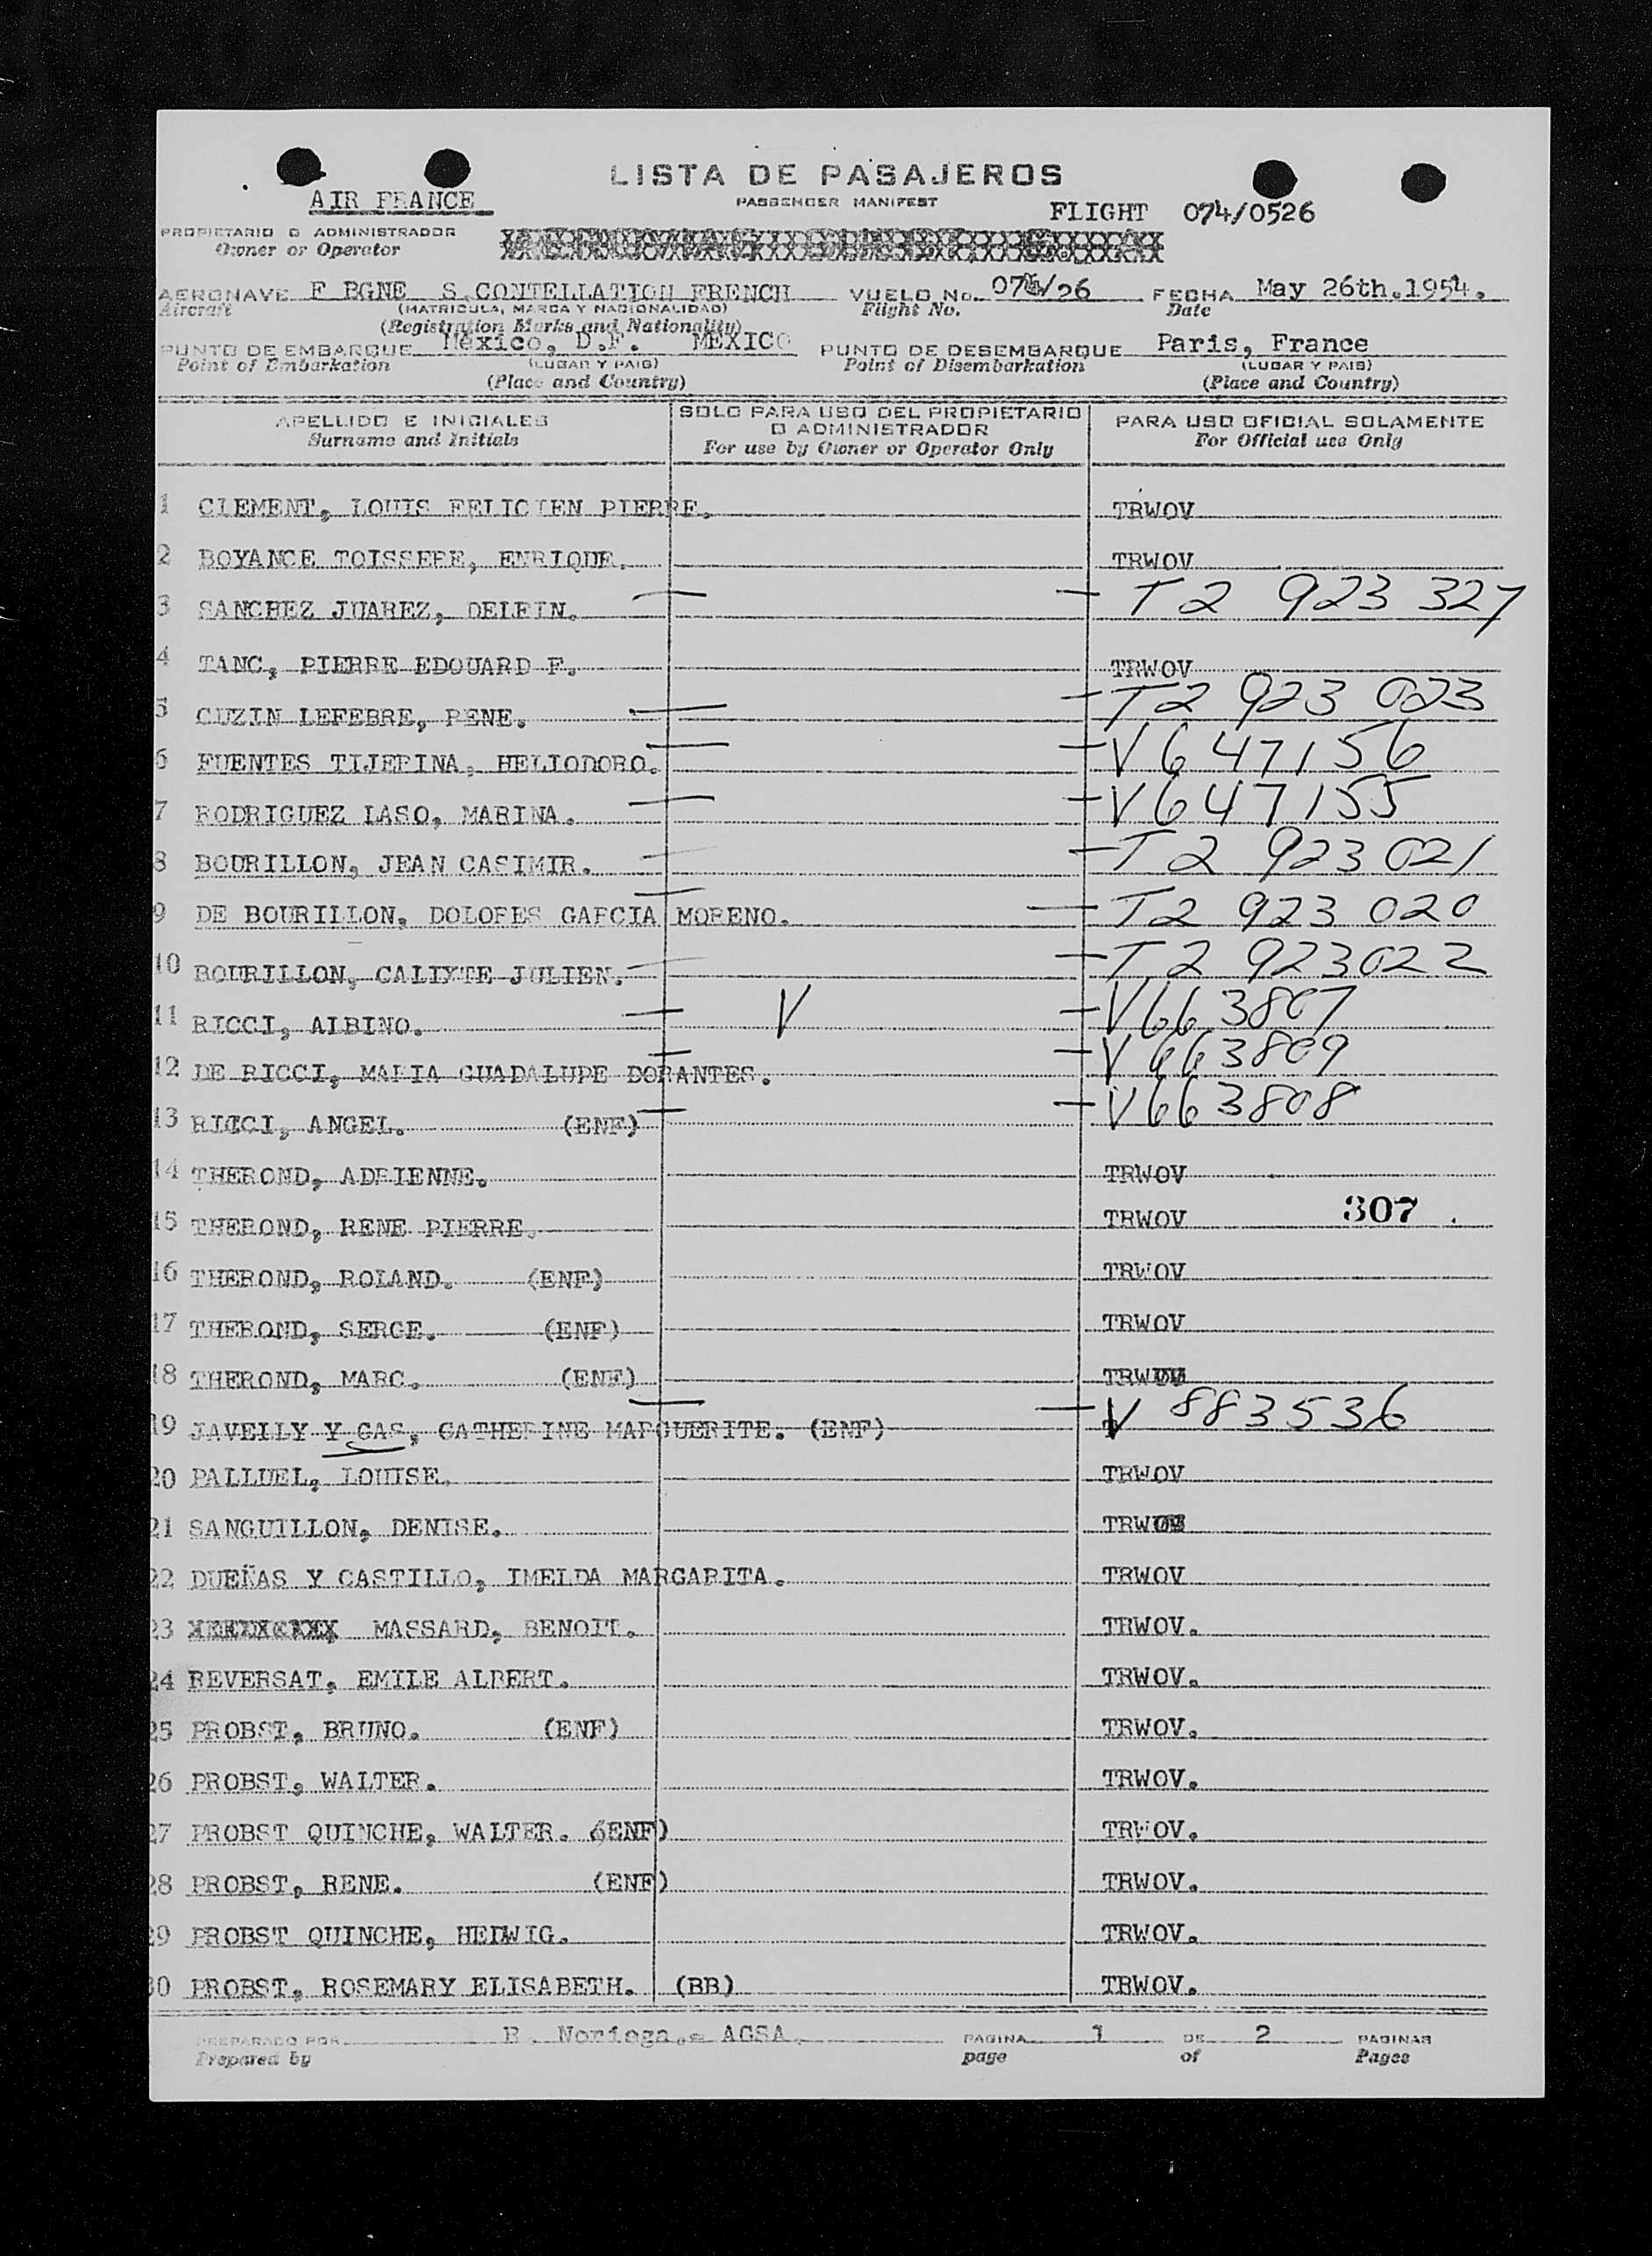 LISTA DE PASAJEROS
AIR FRANCE
PASSENGER MANIFEST
FLIGHT 074/0526
PROPIETARIO O ADMINISTRADOR
Owner or Operator
AERONAVE F BGNE S.CONTELLATION FRENCH VUELO No. 074/26 FECHA May 26th.1954.
Aircraft (MATRICULA, MARCA Y NACIONALIDAD) Flight No. Date
(Registration Marks and Nationality)
PUNTO DE EMBARQUE Mexico, D.F. MEXICO PUNTO DE DESEMBARQUE Paris, France
Point of Embarkation (LUGAR Y PAIS) Point of Disembarkation (LUGAR Y PAIS)
(Place and Country) (Place and Country)
APELLIDO E INICIALES SOLO PARA USO DEL PROPIETARIO O ADMINISTRADOR PARA USO OFICIAL SOLAMENTE
Surname and Initials For use by Owner or Operator Only For Official use Only
1 CLEMENT, LOUIS FELICIEN PIERRE. TRWOV
2 BOYANCE TOISSERE, ENRIQUE. TRWOV
3 SANCHEZ JUAREZ, DELFIN. T2 923 327
4 TANC, PIERRE EDOUARD F. TRWOV
5 CUZIN LEFEBRE, RENE. T2 923 023
6 FUENTES TIJERINA, HELIODORO. V647156
7 RODRIGUEZ LASO, MARINA. V647155
8 BOURILLON, JEAN CASIMIR. T2 923 021
9 DE BOURILLON, DOLORES GARCIA MORENO. T2 923 020
10 BOURILLON, CALIXTE JULIEN. T2 923022
11 RICCI, ALBINO. V V663807
12 DE RICCI, MARIA GUADALUPE DORANTES. V663809
13 RICCI, ANGEL. (ENF) V663808
14 THEROND, ADRIENNE. TRWOV
15 THEROND, RENE PIERRE. TRWOV 307
16 THEROND, ROLAND. (ENF) TRWOV
17 THEROND, SERGE. (ENF) TRWOV
18 THEROND, MARC. (ENF) TRWOV
19 JAVELLY Y GAS, CATHERINE MARGUERITE. (ENF) V 883536
20 PALLUEL, LOUISE. TRWOV
21 SANGUILLON, DENISE. TRWOV
22 DUEÑAS Y CASTILLO, IMELDA MARGARITA. TRWOV
23 MASSARD, BENOIT. TRWOV.
24 REVERSAT, EMILE ALBERT. TRWOV.
25 PROBST, BRUNO. (ENF) TRWOV.
26 PROBST, WALTER. TRWOV.
27 PROBST QUINCHE, WALTER. (ENF) TRWOV.
28 PROBST, RENE. (ENF) TRWOV.
29 PROBST QUINCHE, HEDWIG. TRWOV.
30 PROBST, ROSEMARY ELISABETH. (BB) TRWOV.
PREPARADO POR R. Noriega.- AGSA. PAGINA 1 DE 2 PAGINAS
Prepared by page of Pages